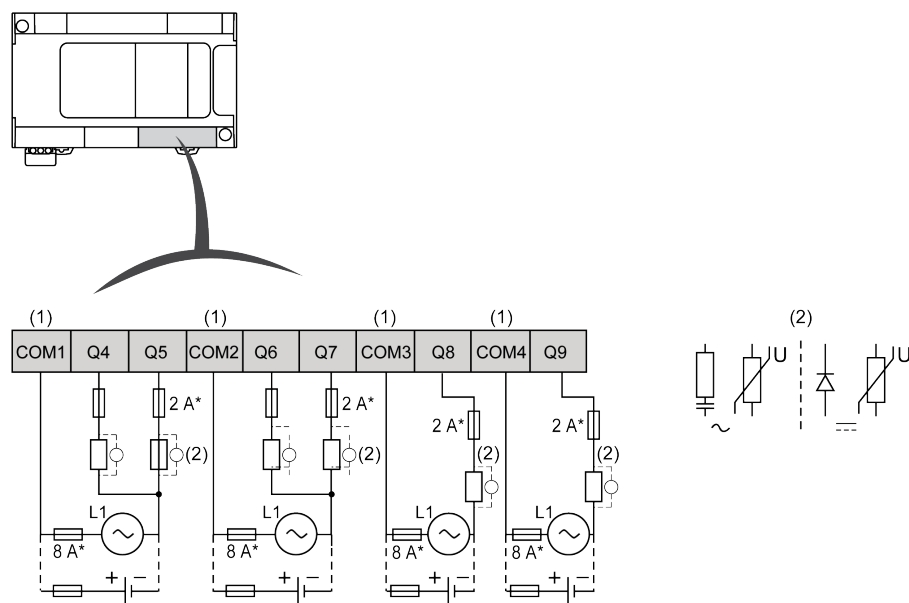 (1) (1) (1) (1) (2)
COM1 Q4 Q5 COM2 Q6 Q7 COM3 Q8 COM4 Q9
U U
2 A* 2 A*
2 A* 2 A*
(2) (2) (2) (2)
L1 L1 L1 L1
8 A* 8 A* 8 A* 8 A*
+ − + − + − + −